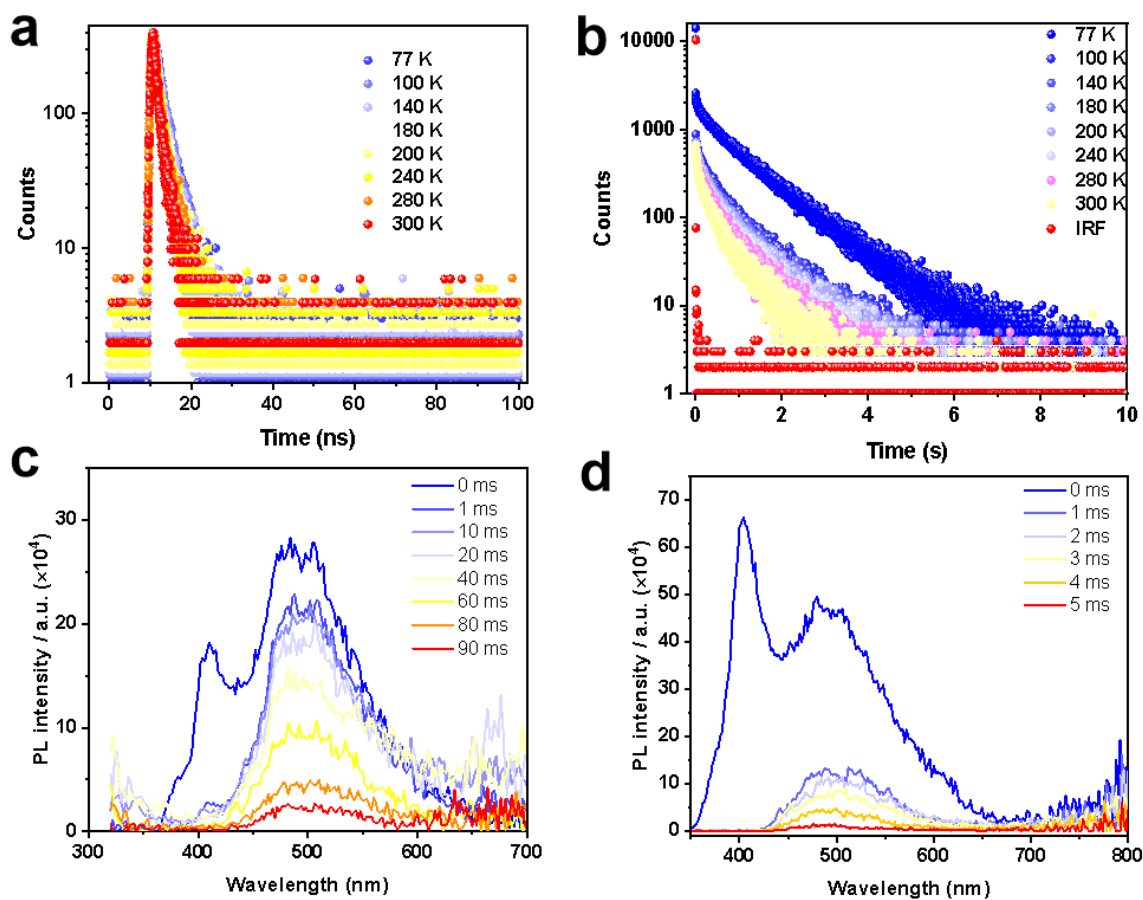 a
77 K
100 K
140 K
180 K
200 K
240 K
280 K
300 K
100
10
1
Counts
0 20 40 60 80 100
Time (ns)
b
77 K
100 K
140 K
180 K
200 K
240 K
280 K
300 K
IRF
10000
1000
100
10
1
Counts
0 2 4 6 8 10
Time (s)
c
0 ms
1 ms
10 ms
20 ms
40 ms
60 ms
80 ms
90 ms
30
20
10
0
PL intensity / a.u. (×10⁴)
300 400 500 600 700
Wavelength (nm)
d
0 ms
1 ms
2 ms
3 ms
4 ms
5 ms
70
60
50
40
30
20
10
0
PL intensity / a.u. (×10⁴)
400 500 600 700 800
Wavelength (nm)